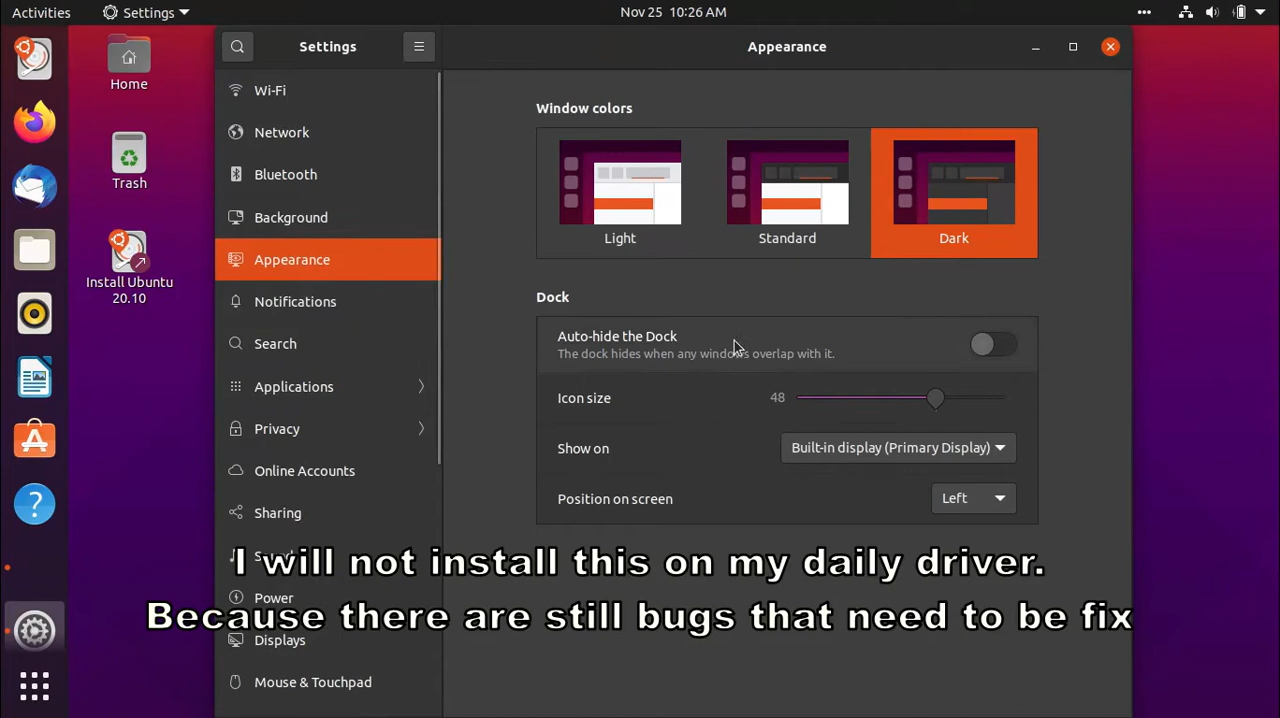 Activities
Settings
Nov 25 10:26 AM
Home
Trash
Install Ubuntu
20.10
Settings
Appearance
Wi-Fi
Network
Bluetooth
Background
Appearance
Notifications
Search
Applications
Privacy
Online Accounts
Sharing
Power
Displays
Mouse & Touchpad
Window colors
Light
Standard
Dark
Dock
Auto-hide the Dock
The dock hides when any windows overlap with it.
Icon size
48
Show on
Built-in display (Primary Display)
Position on screen
Left
I will not install this on my daily driver.
Because there are still bugs that need to be fix